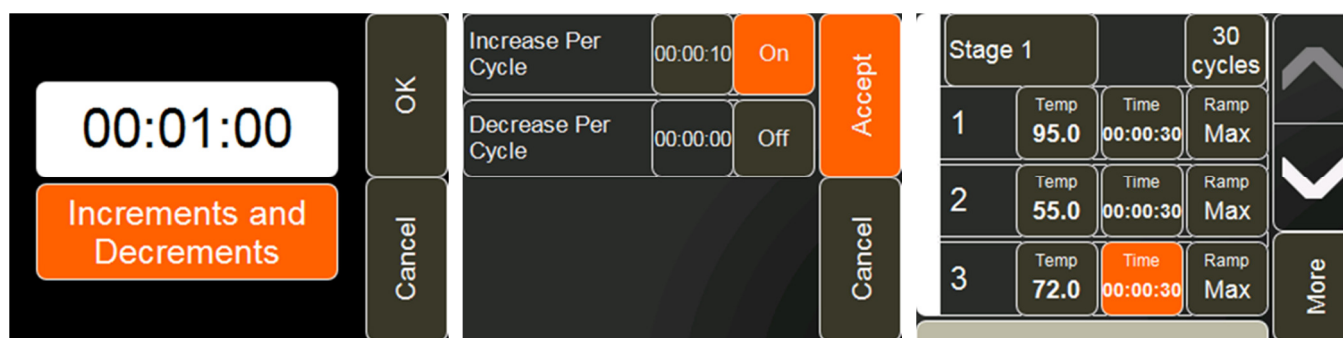 00:01:00
Increments and
Decrements
OK
Cancel
Increase Per
Cycle
00:00:10
On
Decrease Per
Cycle
00:00:00
Off
Accept
Cancel
Stage 1
30
cycles
1
Temp
95.0
Time
00:00:30
Ramp
Max
2
Temp
55.0
Time
00:00:30
Ramp
Max
3
Temp
72.0
Time
00:00:30
Ramp
Max
More